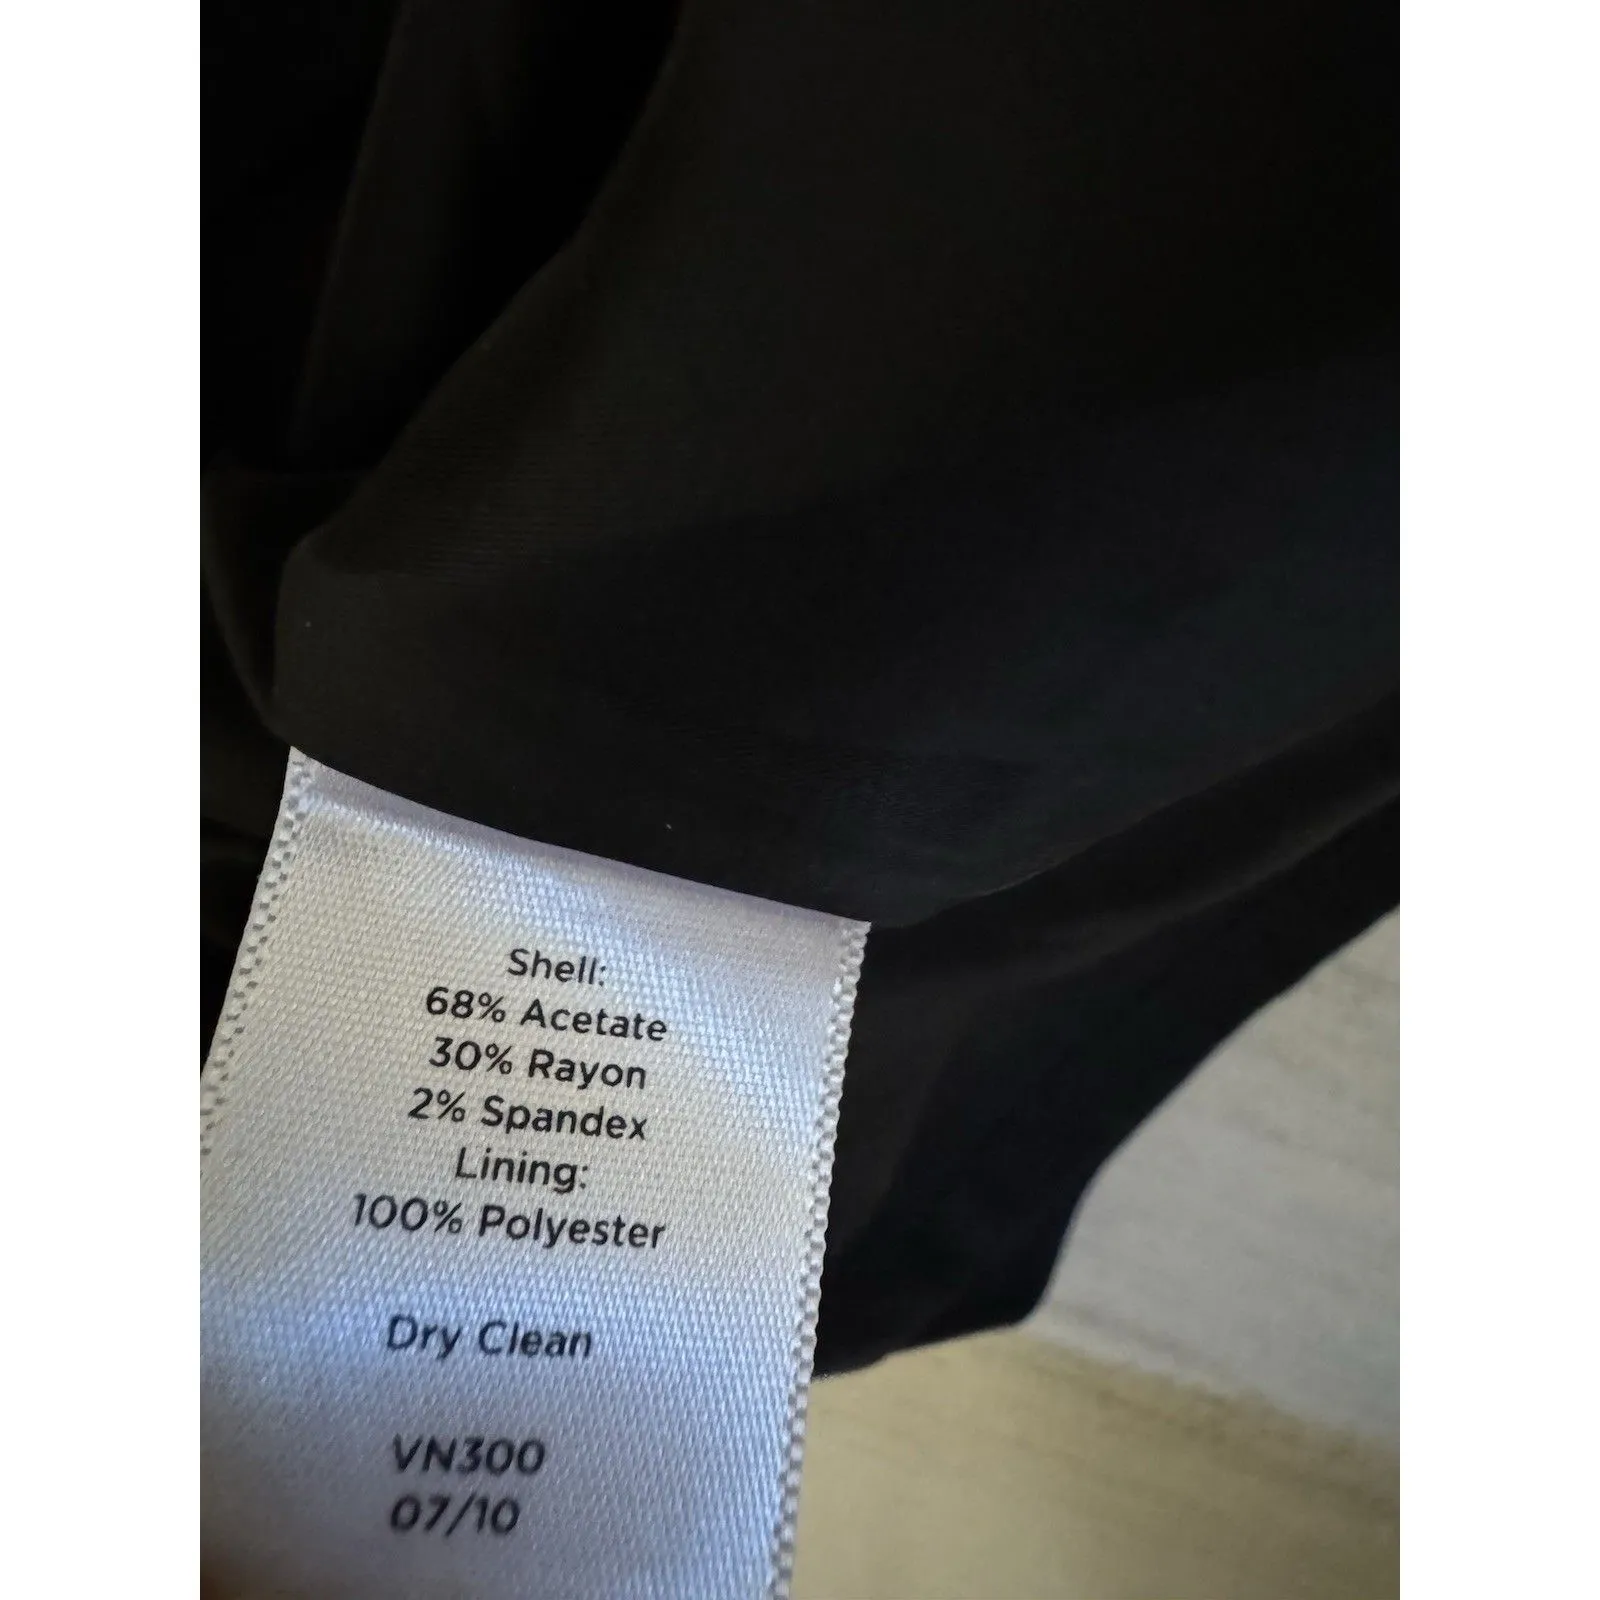 Shell:
68% Acetate
30% Rayon
2% Spandex
Lining:
100% Polyester
Dry Clean
VN300
07/10